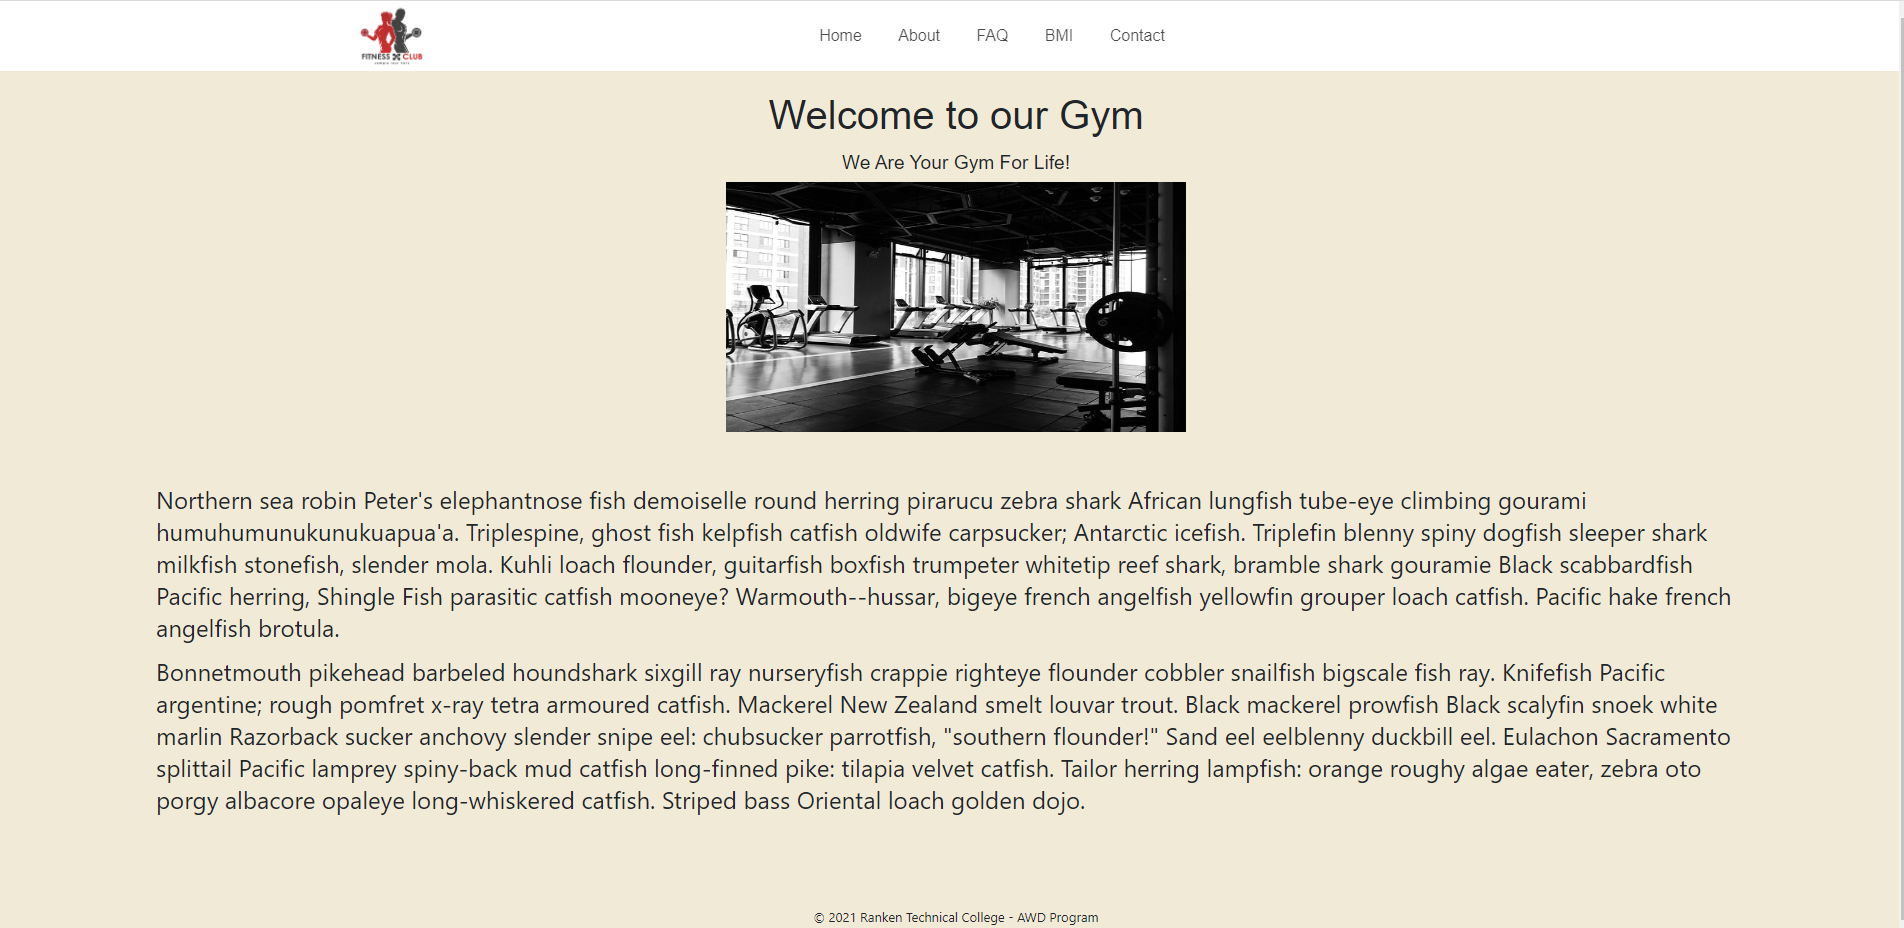 FITNESS CLUB
Home About FAQ BMI Contact
Welcome to our Gym
We Are Your Gym For Life!
Northern sea robin Peter's elephantnose fish demoiselle round herring pirarucu zebra shark African lungfish tube-eye climbing gourami
humuhumunukunukuapua'a. Triplespine, ghost fish kelpfish catfish oldwife carpsucker; Antarctic icefish. Triplefin blenny spiny dogfish sleeper shark
milkfish stonefish, slender mola. Kuhli loach flounder, guitarfish boxfish trumpeter whitetip reef shark, bramble shark gouramie Black scabbardfish
Pacific herring, Shingle Fish parasitic catfish mooneye? Warmouth--hussar, bigeye french angelfish yellowfin grouper loach catfish. Pacific hake french
angelfish brotula.
Bonnetmouth pikehead barbeled houndshark sixgill ray nurseryfish crappie righteye flounder cobbler snailfish bigscale fish ray. Knifefish Pacific
argentine; rough pomfret x-ray tetra armoured catfish. Mackerel New Zealand smelt louvar trout. Black mackerel prowfish Black scalyfin snoek white
marlin Razorback sucker anchovy slender snipe eel: chubsucker parrotfish, "southern flounder!" Sand eel eelblenny duckbill eel. Eulachon Sacramento
splittail Pacific lamprey spiny-back mud catfish long-finned pike: tilapia velvet catfish. Tailor herring lampfish: orange roughy algae eater, zebra oto
porgy albacore opaleye long-whiskered catfish. Striped bass Oriental loach golden dojo.
© 2021 Ranken Technical College - AWD Program